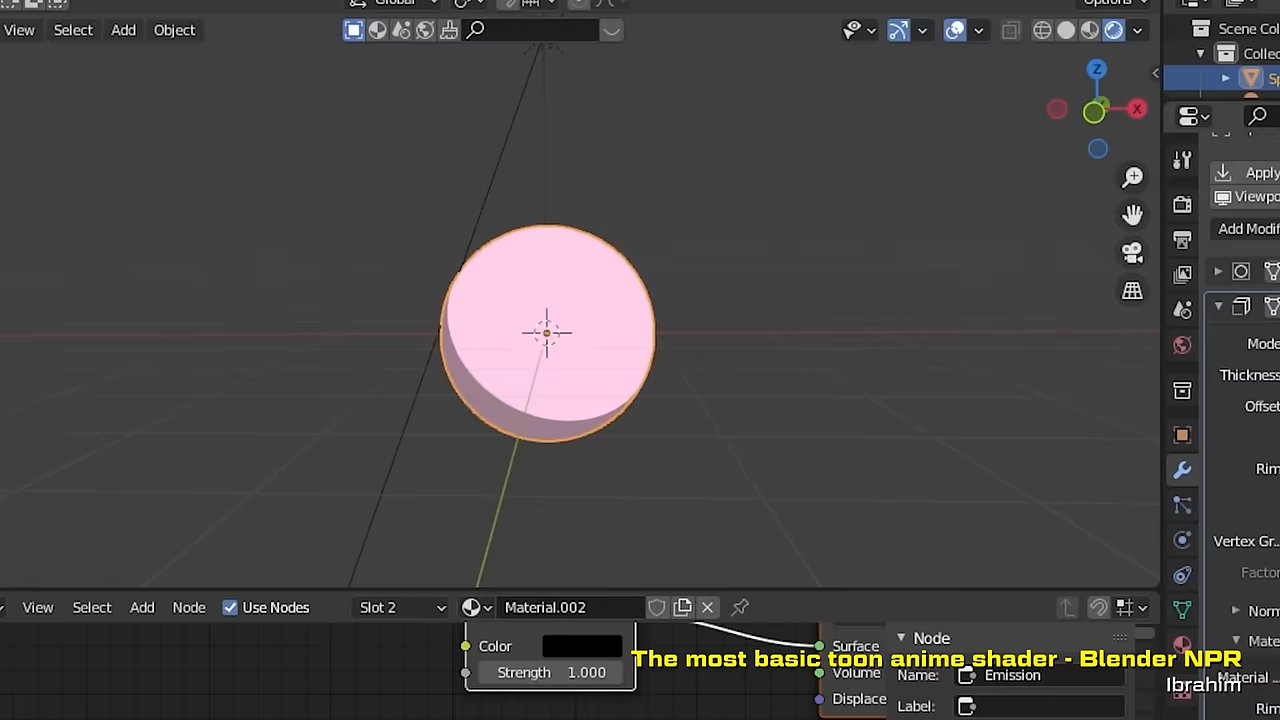 Global
Options
View Select Add Object
Scene Col
Collec
Sp
Z
X
Apply
Viewpo
Add Modif
Mode
Thickness
Offset
Rim
Vertex Gr..
Factor
Norm
Mate
Material ..
Rim
View Select Add Node Use Nodes Slot 2 Material.002
Color
Strength 1.000
Surface
Volume
Displace
Node
Name: Emission
Label:
The most basic toon anime shader - Blender NPR
Ibrahim